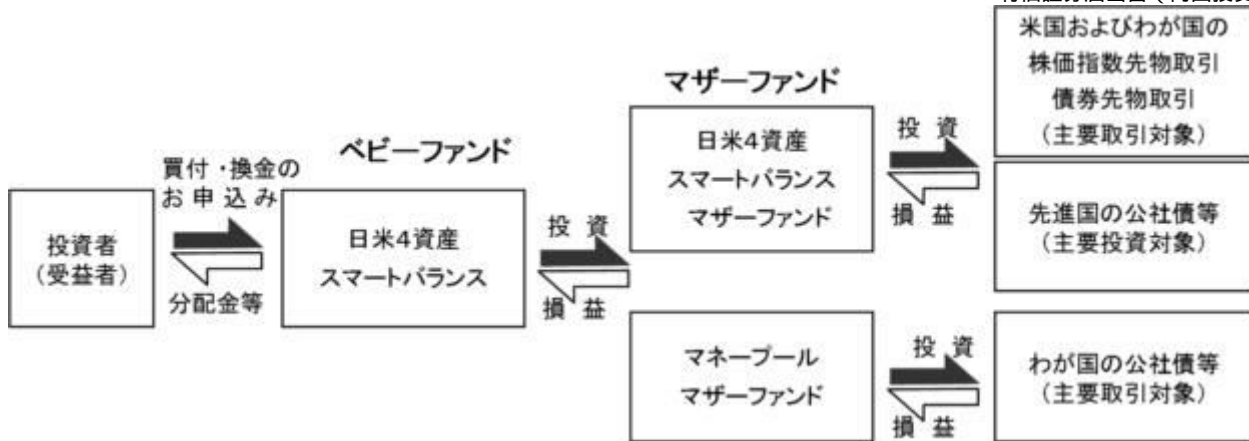 米国およびわが国の
株価指数先物取引
債券先物取引
（主要取引対象）
マザーファンド
日米４資産
スマートバランス
マザーファンド
投 資
損 益
ベビーファンド
買付・換金の
お 申 込 み
投資者
（受益者）
分配金等
日米４資産
スマートバランス
投 資
損 益
先進国の公社債等
（主要投資対象）
マネープール
マザーファンド
投 資
損 益
わが国の公社債等
（主要取引対象）